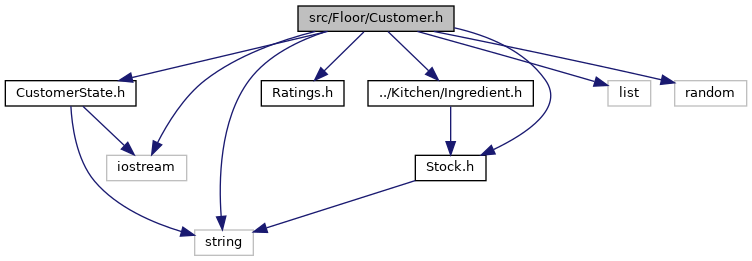 src/Floor/Customer.h
CustomerState.h
Ratings.h
../Kitchen/Ingredient.h
list
random
iostream
Stock.h
string